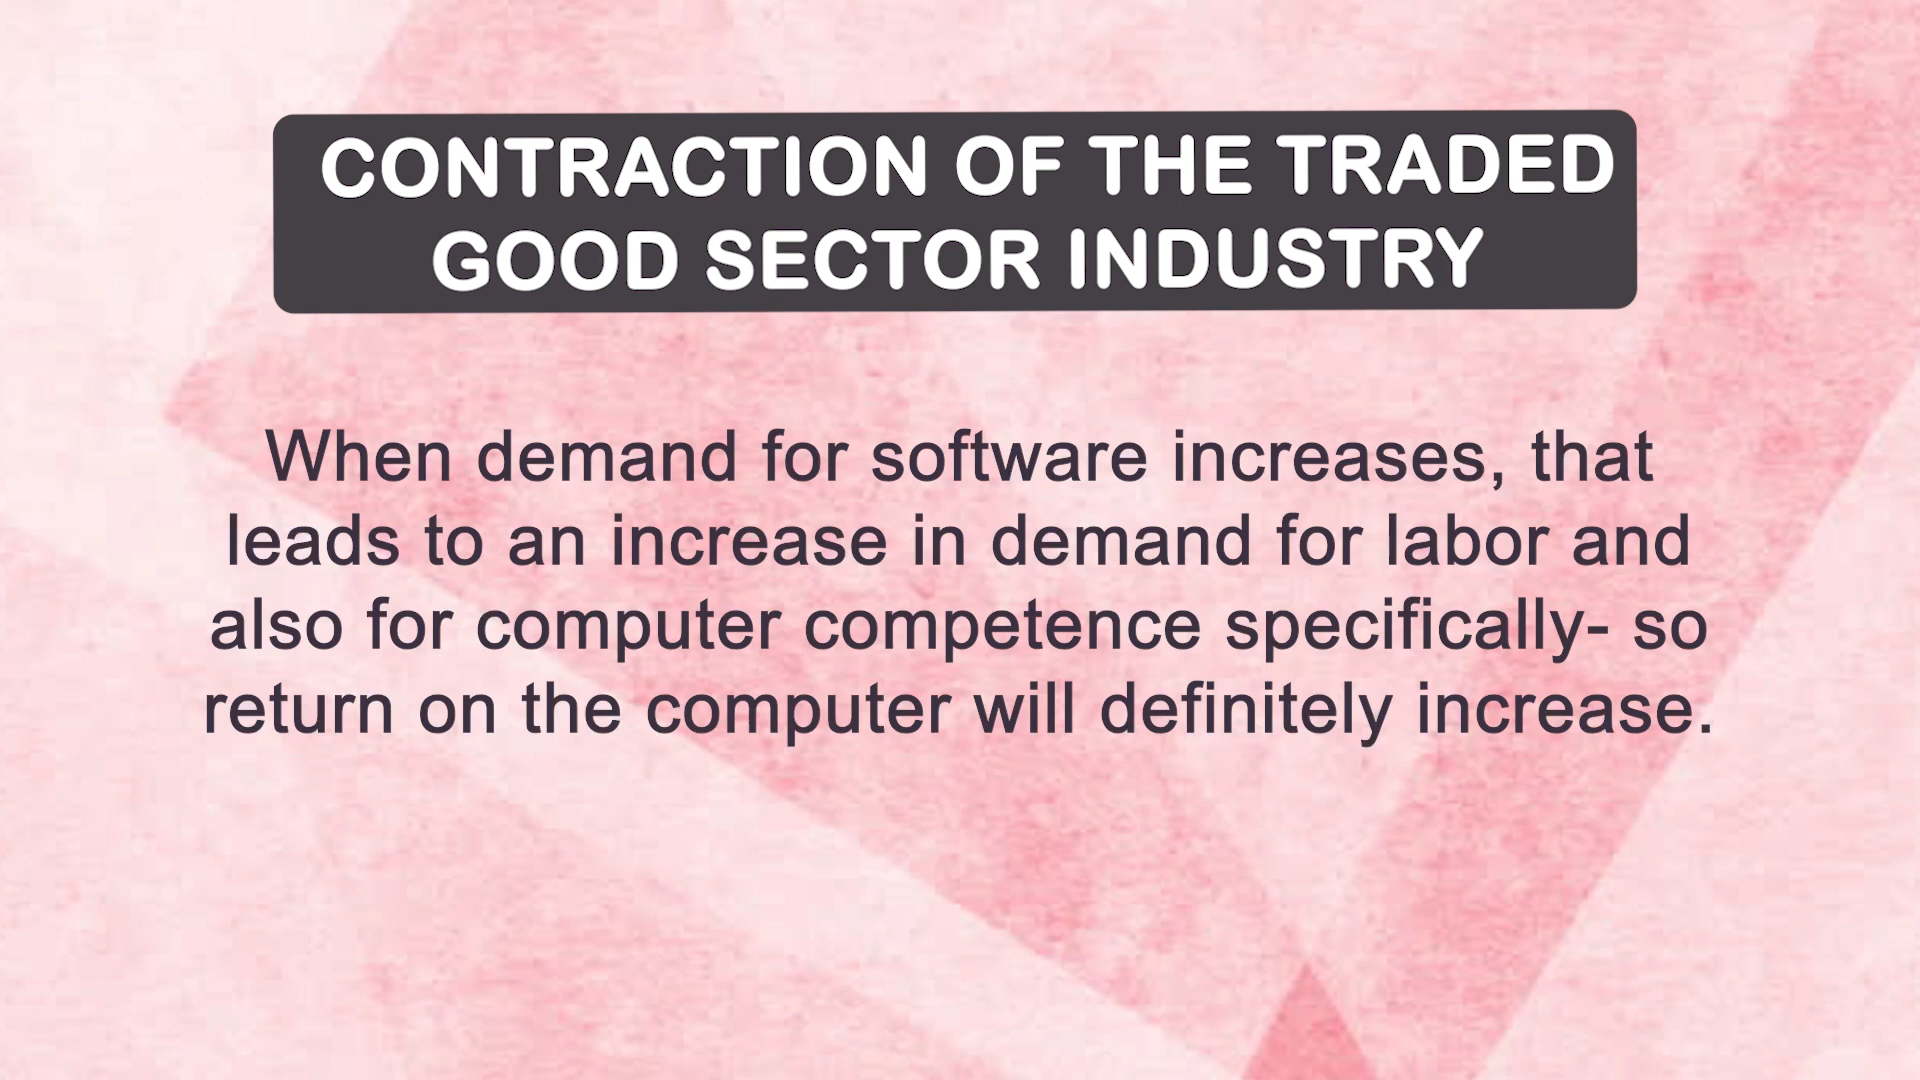 CONTRACTION OF THE TRADED
GOOD SECTOR INDUSTRY
When demand for software increases, that
leads to an increase in demand for labor and
also for computer competence specifically- so
return on the computer will definitely increase.